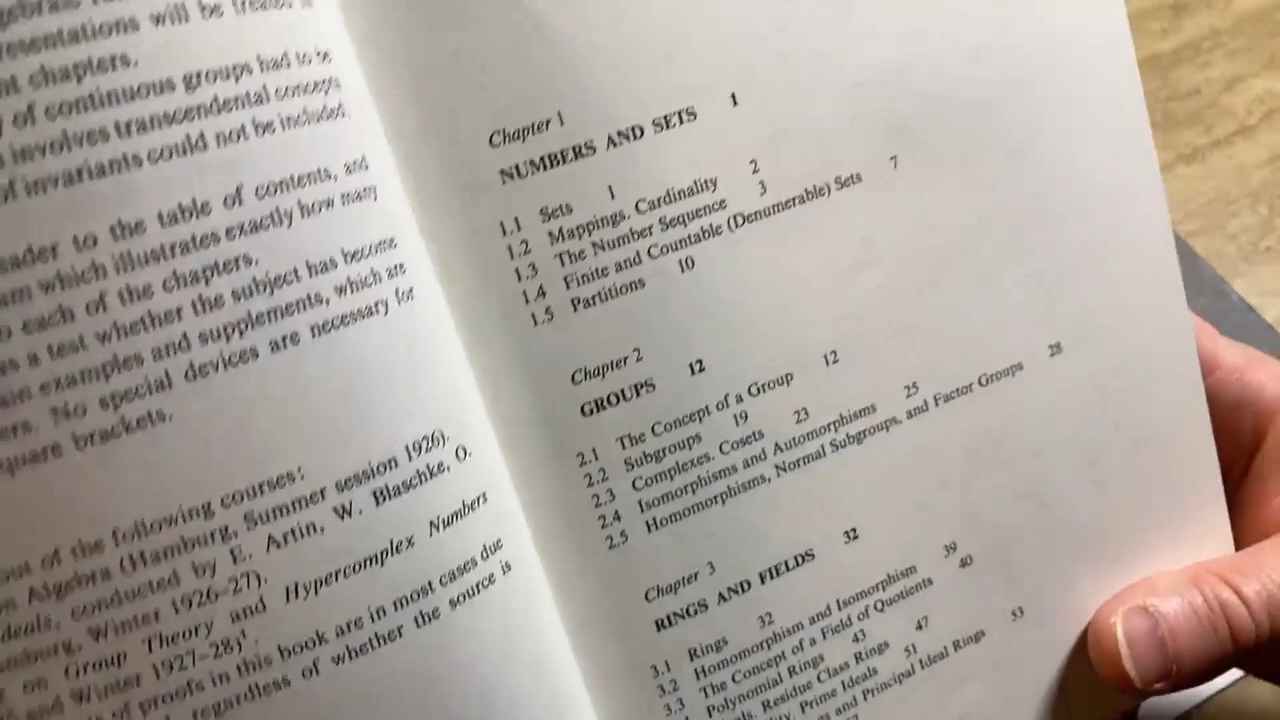 resentations will be treated
nt chapters.
of continuous groups had to be
involves transcendental concepts
of invariants could not be included.
to the table of contents, and
which illustrates exactly how many
each of the chapters.
a test whether the subject has become
examples and supplements, which are
No special devices are necessary for
square brackets.
out of the following courses:
Algebra (Hamburg, Summer session 1926).
conducted by E. Artin, W. Blaschke, O.
Winter 1926–27).
on Group Theory and Hypercomplex Numbers
and Winter 1927–28)¹.
of proofs in this book are in most cases due
regardless of whether the source is
Chapter 1
NUMBERS AND SETS 1
1.1 Sets 1
1.2 Mappings. Cardinality 2
1.3 The Number Sequence 3
1.4 Finite and Countable (Denumerable) Sets 7
1.5 Partitions 10
Chapter 2
GROUPS 12
2.1 The Concept of a Group 12
2.2 Subgroups 19
2.3 Complexes. Cosets 23
2.4 Isomorphisms and Automorphisms 25
2.5 Homomorphisms, Normal Subgroups, and Factor Groups 28
Chapter 3
RINGS AND FIELDS 32
3.1 Rings 32
3.2 Homomorphism and Isomorphism 39
3.3 The Concept of a Field of Quotients 40
Polynomial Rings 43
Residue Class Rings 47
Prime Ideals 51
and Principal Ideal Rings 53